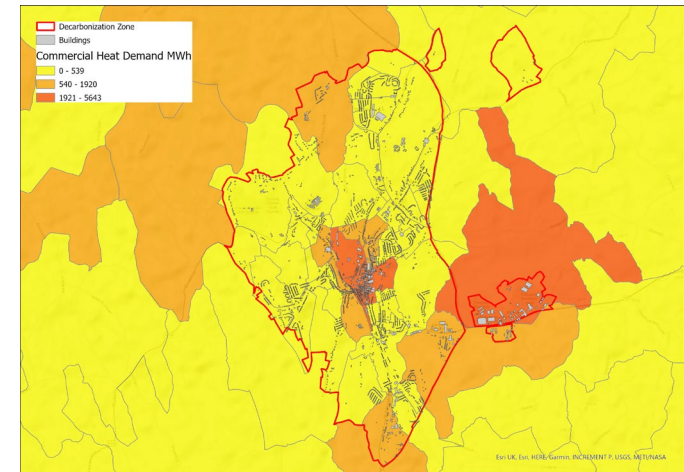 Decarbonization Zone
Buildings
Commercial Heat Demand MWh
0 - 539
540 - 1920
1921 - 5643
Esri UK, Esri, HERE, Garmin, INCREMENT P, USGS, METI/NASA